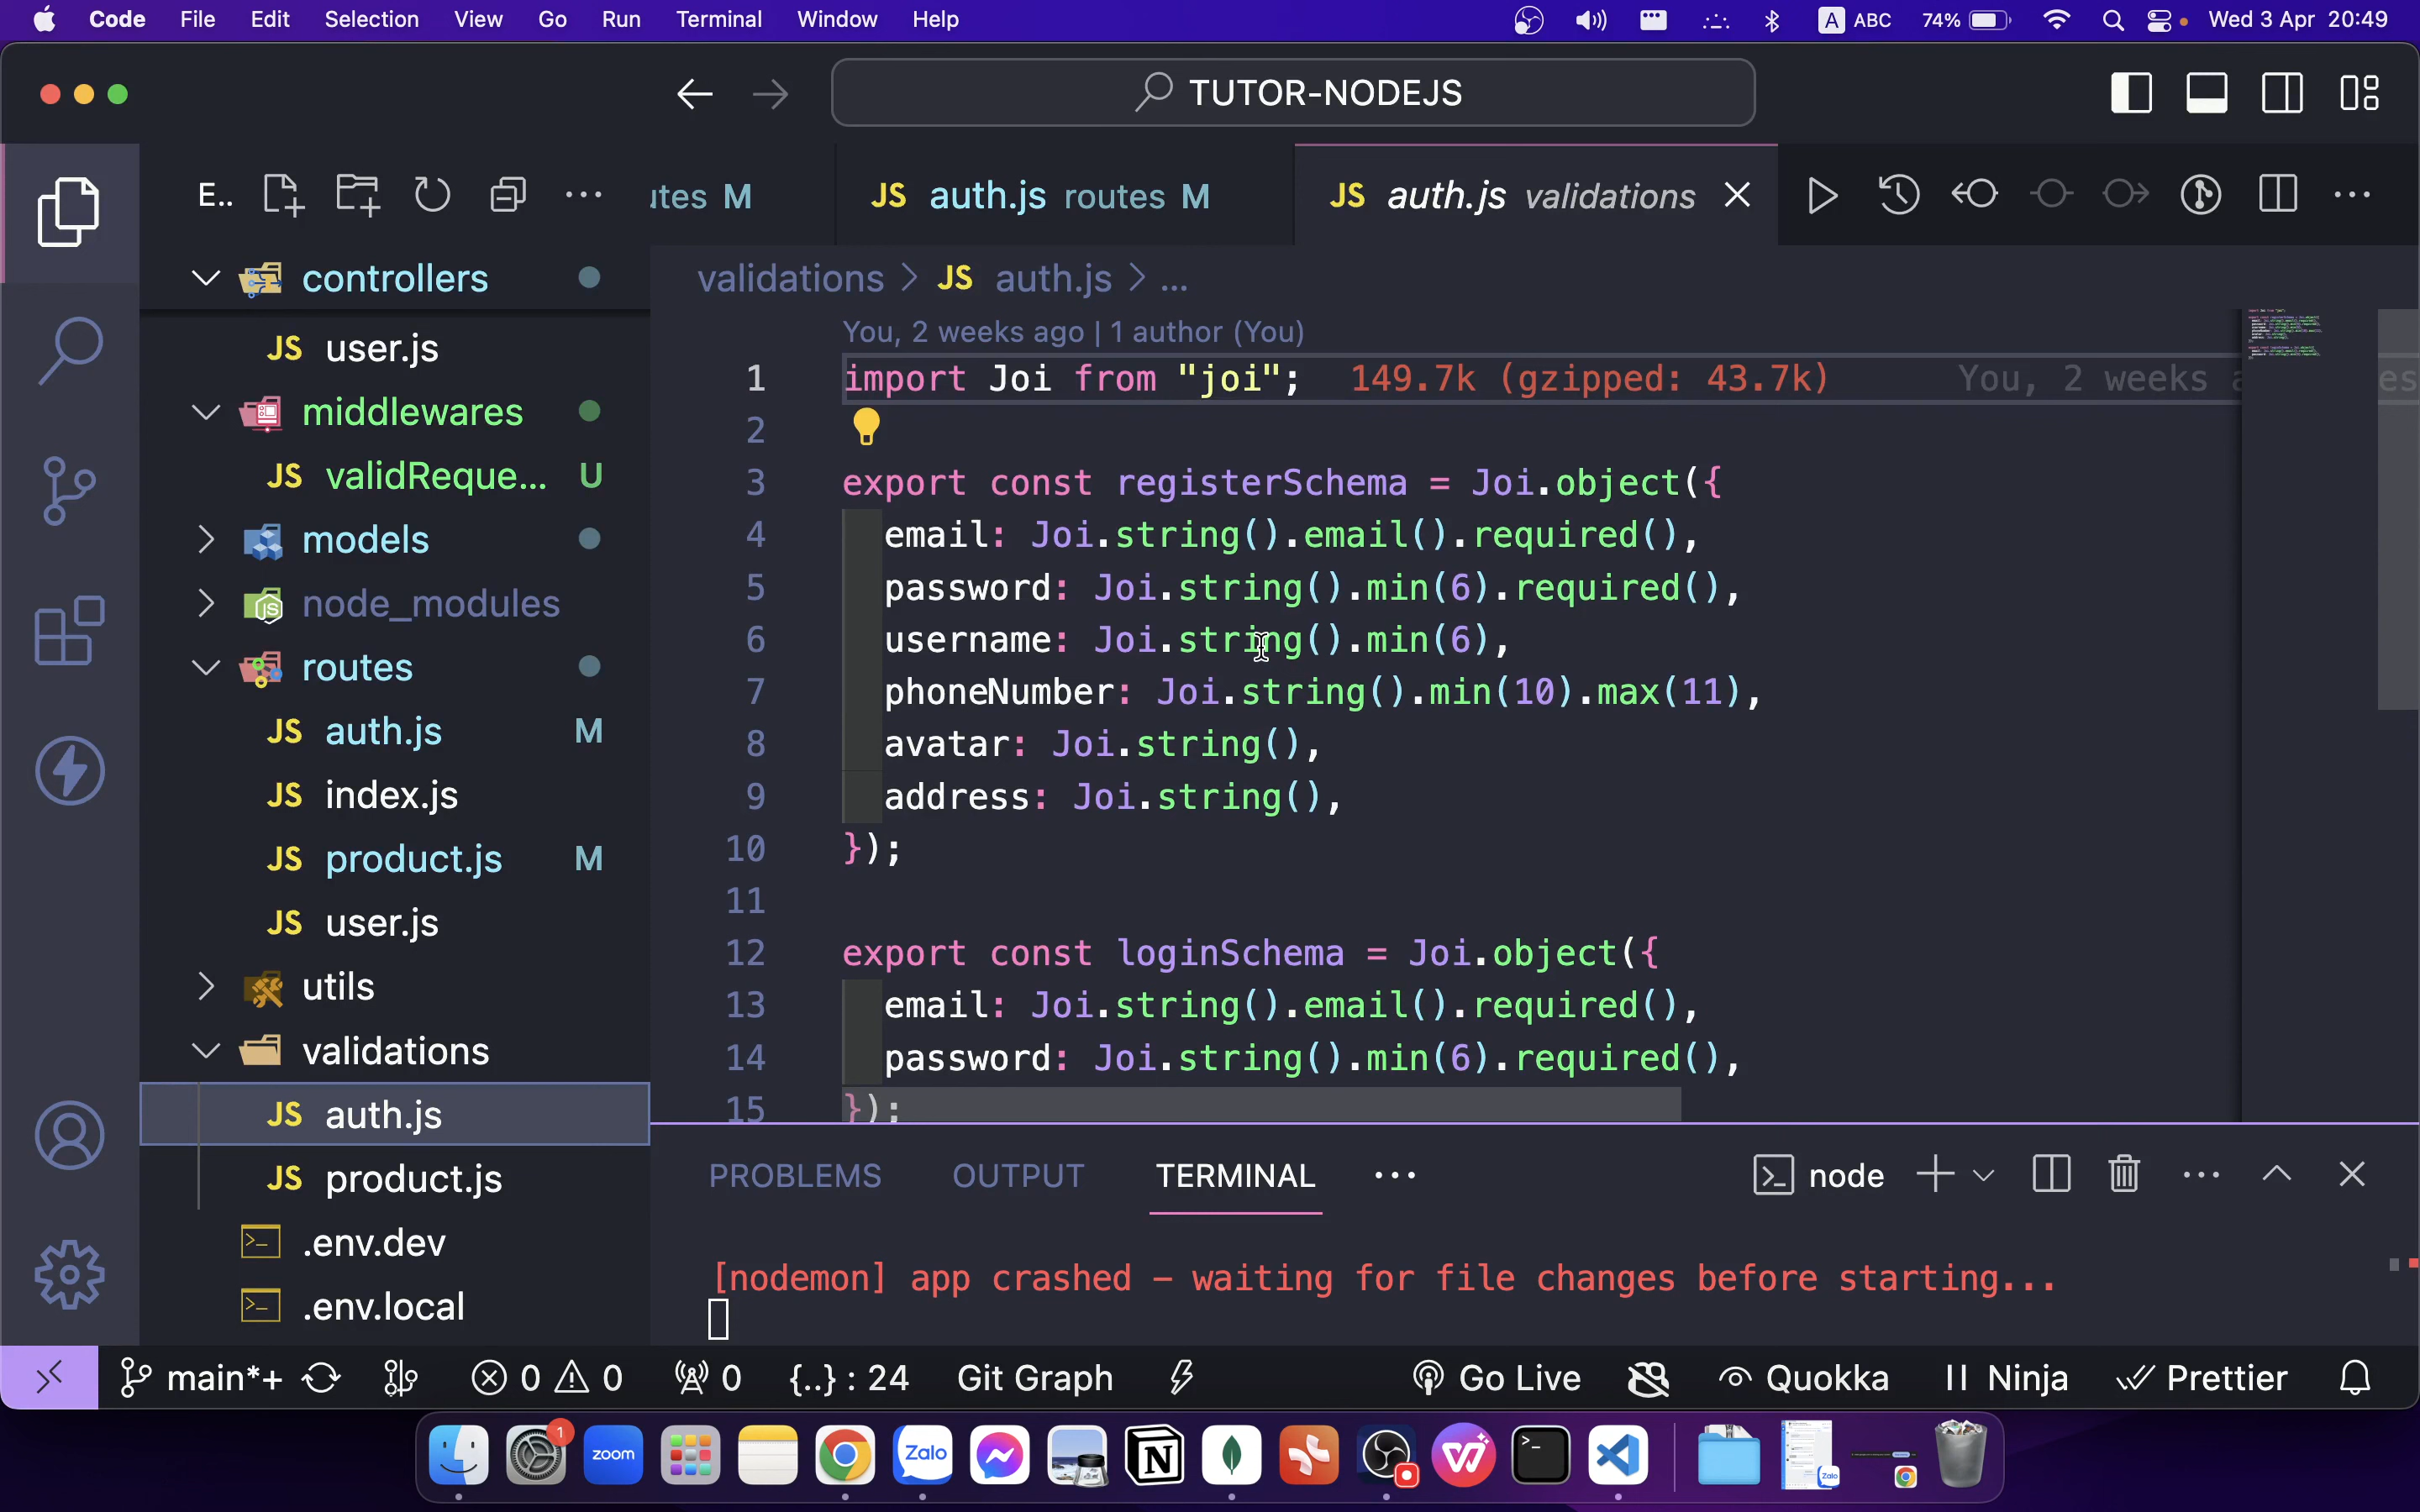 Code File Edit Selection View Go Run Terminal Window Help A ABC 74% Wed 3 Apr 20:49
TUTOR-NODEJS
E.. M JS auth.js routes M JS auth.js validations
controllers
JS user.js
middlewares
JS validReque... U
models
node_modules
routes
JS auth.js M
JS index.js
JS product.js M
JS user.js
utils
validations
JS auth.js
JS product.js
.env.dev
.env.local
validations > JS auth.js > ...
You, 2 weeks ago | 1 author (You)
1 import Joi from "joi"; 149.7k (gzipped: 43.7k) You, 2 weeks
2
3 export const registerSchema = Joi.object({
4 email: Joi.string().email().required(),
5 password: Joi.string().min(6).required(),
6 username: Joi.string().min(6),
7 phoneNumber: Joi.string().min(10).max(11),
8 avatar: Joi.string(),
9 address: Joi.string(),
10 });
11
12 export const loginSchema = Joi.object({
13 email: Joi.string().email().required(),
14 password: Joi.string().min(6).required(),
15 });
PROBLEMS OUTPUT TERMINAL ... node
[nodemon] app crashed – waiting for file changes before starting...
main*+ 0 0 0 {..} : 24 Git Graph Go Live Quokka Ninja Prettier
1 zoom Zalo N W Zalo